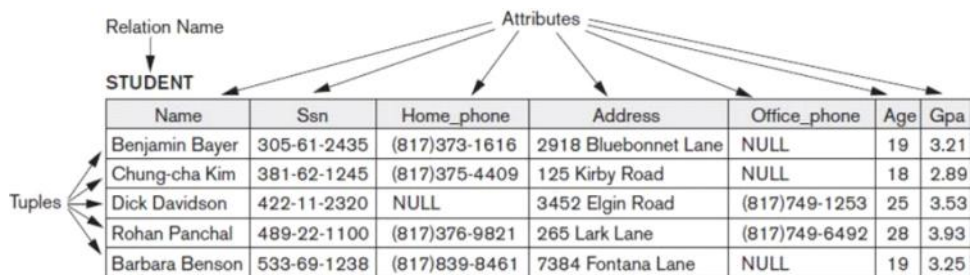 Attributes
Relation Name
STUDENT
Name Ssn Home_phone Address Office_phone Age Gpa
Benjamin Bayer 305-61-2435 (817)373-1616 2918 Bluebonnet Lane NULL 19 3.21
Chung-cha Kim 381-62-1245 (817)375-4409 125 Kirby Road NULL 18 2.89
Tuples Dick Davidson 422-11-2320 NULL 3452 Elgin Road (817)749-1253 25 3.53
Rohan Panchal 489-22-1100 (817)376-9821 265 Lark Lane (817)749-6492 28 3.93
Barbara Benson 533-69-1238 (817)839-8461 7384 Fontana Lane NULL 19 3.25